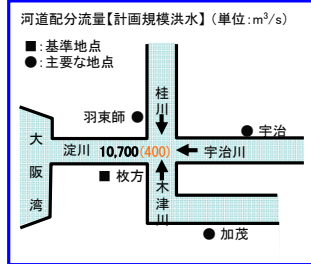 河道配分流量【計画規模洪水】 (単位:m³/s)
■:基準地点
●:主要な地点
桂川
羽束師 ●
● 宇治
大阪湾
淀川 10,700(400) 宇治川
■ 枚方
木津川
● 加茂